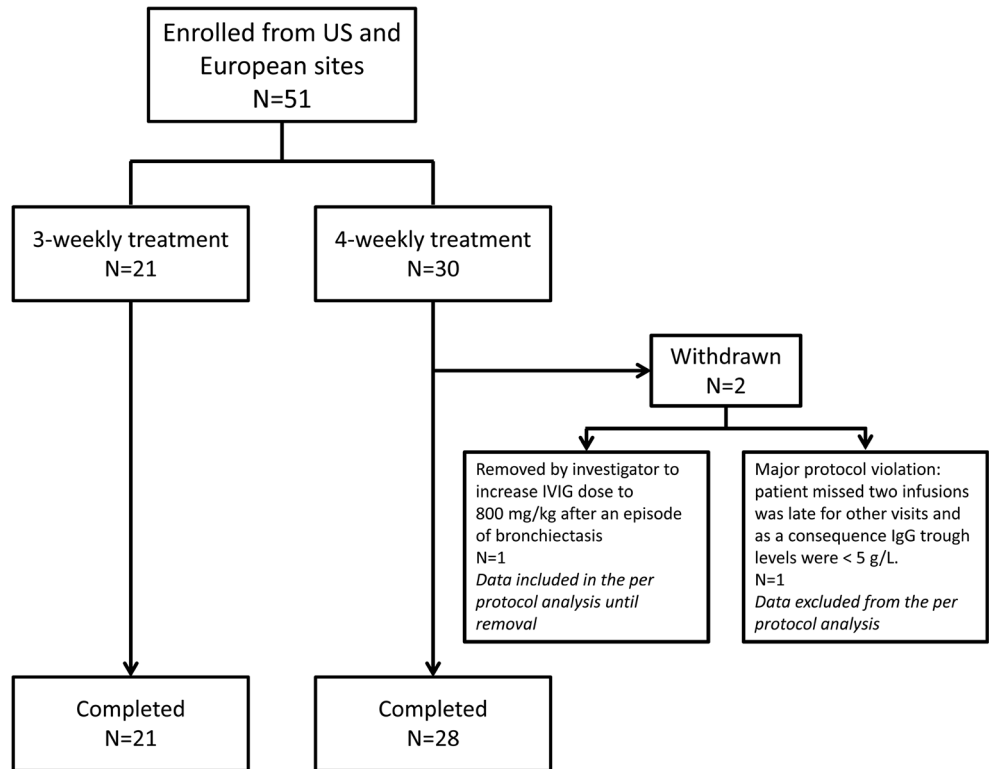 Enrolled from US and
European sites
N=51
3-weekly treatment
N=21
4-weekly treatment
N=30
Withdrawn
N=2
Removed by investigator to
increase IVIG dose to
800 mg/kg after an episode
of bronchiectasis
N=1
Data included in the per
protocol analysis until
removal
Major protocol violation:
patient missed two infusions
was late for other visits and
as a consequence IgG trough
levels were < 5 g/L.
N=1
Data excluded from the per
protocol analysis
Completed
N=21
Completed
N=28